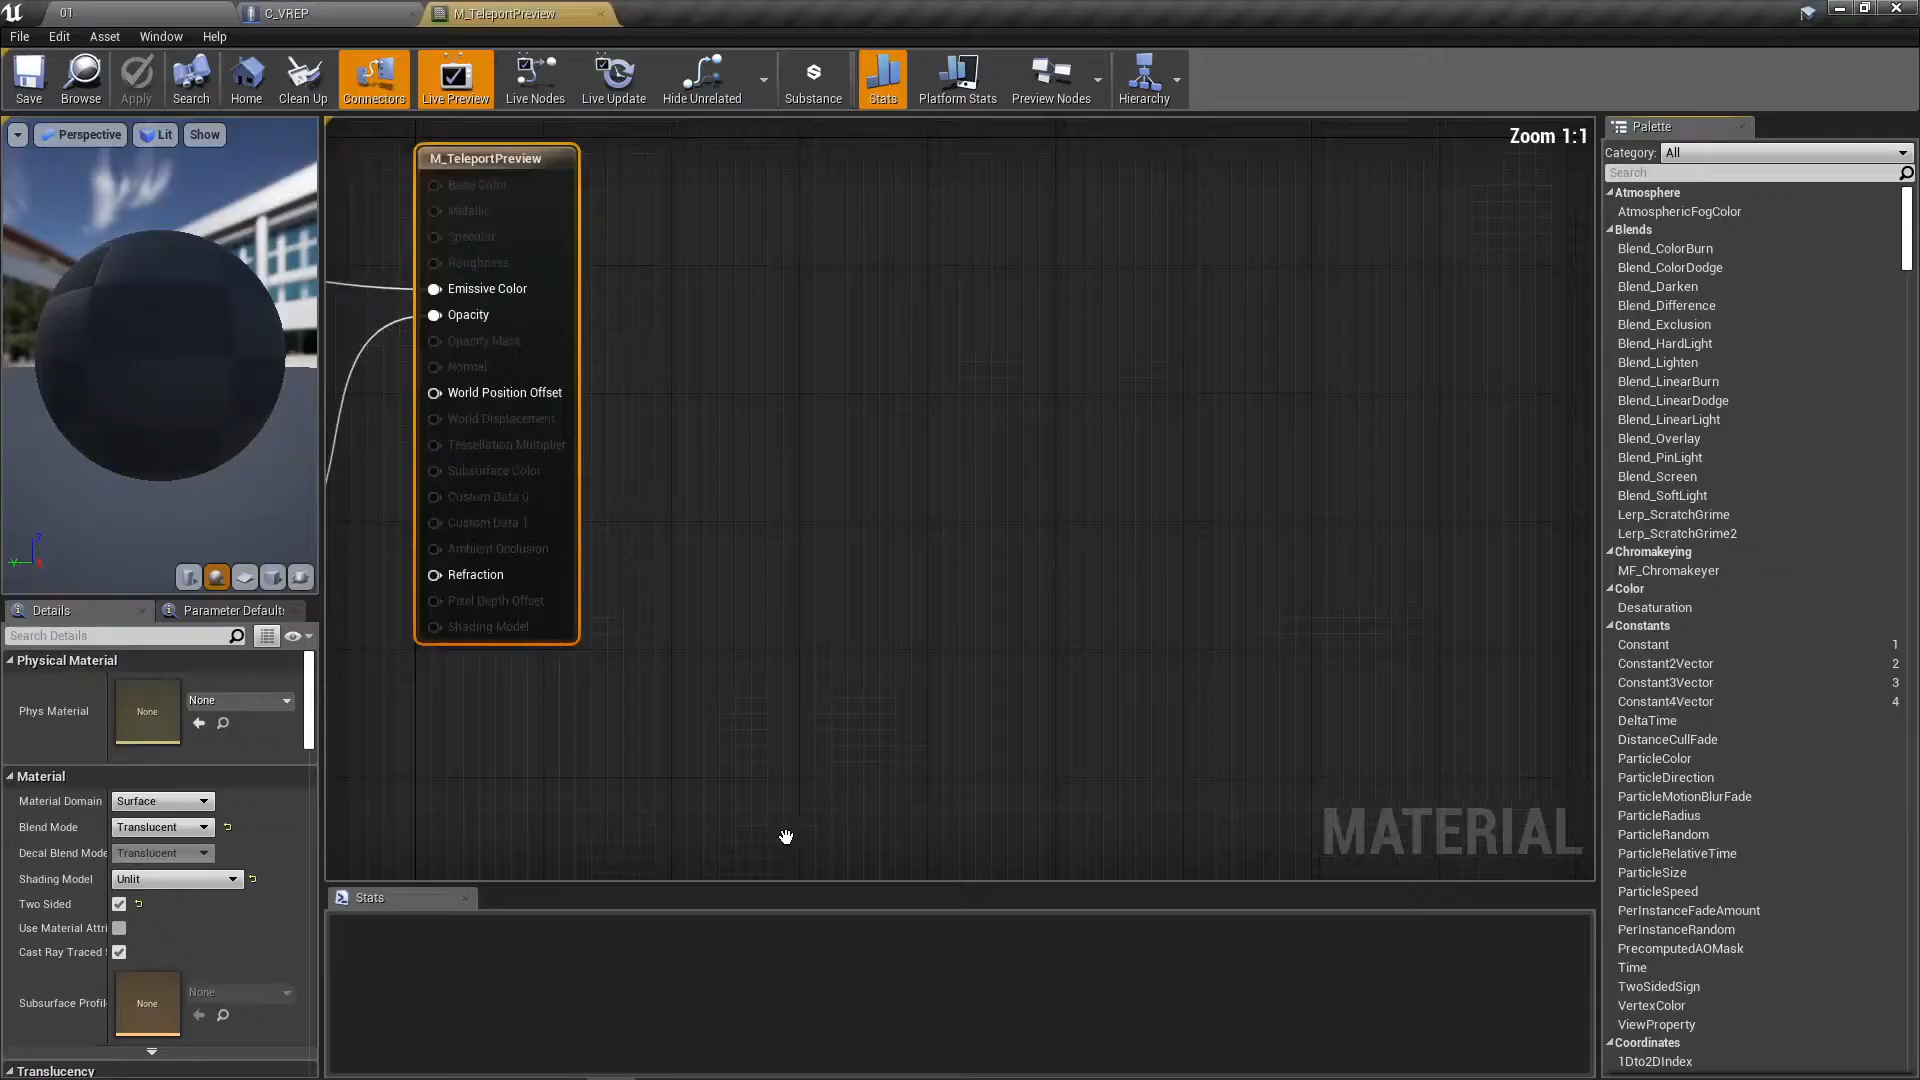 01
C_VREP
M_TeleportPreview
File
Edit
Asset
Window
Help
Save
Browse
Apply
Search
Home
Clean Up
Connectors
Live Preview
Live Nodes
Live Update
Hide Unrelated
Substance
Stats
Platform Stats
Preview Nodes
Hierarchy
Perspective
Lit
Show
Zoom 1:1
M_TeleportPreview
Base Color
Metallic
Specular
Roughness
Emissive Color
Opacity
Opacity Mask
Normal
World Position Offset
World Displacement
Tessellation Multiplier
Subsurface Color
Custom Data 0
Custom Data 1
Ambient Occlusion
Refraction
Pixel Depth Offset
Shading Model
MATERIAL
Stats
Details
Parameter Defaults
Search Details
Physical Material
Phys Material
None
None
Material
Material Domain
Surface
Blend Mode
Translucent
Decal Blend Mode
Translucent
Shading Model
Unlit
Two Sided
Use Material Attri
Cast Ray Traced
Subsurface Profil
None
None
Translucency
Palette
Category:
All
Search
Atmosphere
AtmosphericFogColor
Blends
Blend_ColorBurn
Blend_ColorDodge
Blend_Darken
Blend_Difference
Blend_Exclusion
Blend_HardLight
Blend_Lighten
Blend_LinearBurn
Blend_LinearDodge
Blend_LinearLight
Blend_Overlay
Blend_PinLight
Blend_Screen
Blend_SoftLight
Lerp_ScratchGrime
Lerp_ScratchGrime2
Chromakeying
MF_Chromakeyer
Color
Desaturation
Constants
Constant 1
Constant2Vector 2
Constant3Vector 3
Constant4Vector 4
DeltaTime
DistanceCullFade
ParticleColor
ParticleDirection
ParticleMotionBlurFade
ParticleRadius
ParticleRandom
ParticleRelativeTime
ParticleSize
ParticleSpeed
PerInstanceFadeAmount
PerInstanceRandom
PrecomputedAOMask
Time
TwoSidedSign
VertexColor
ViewProperty
Coordinates
1Dto2DIndex